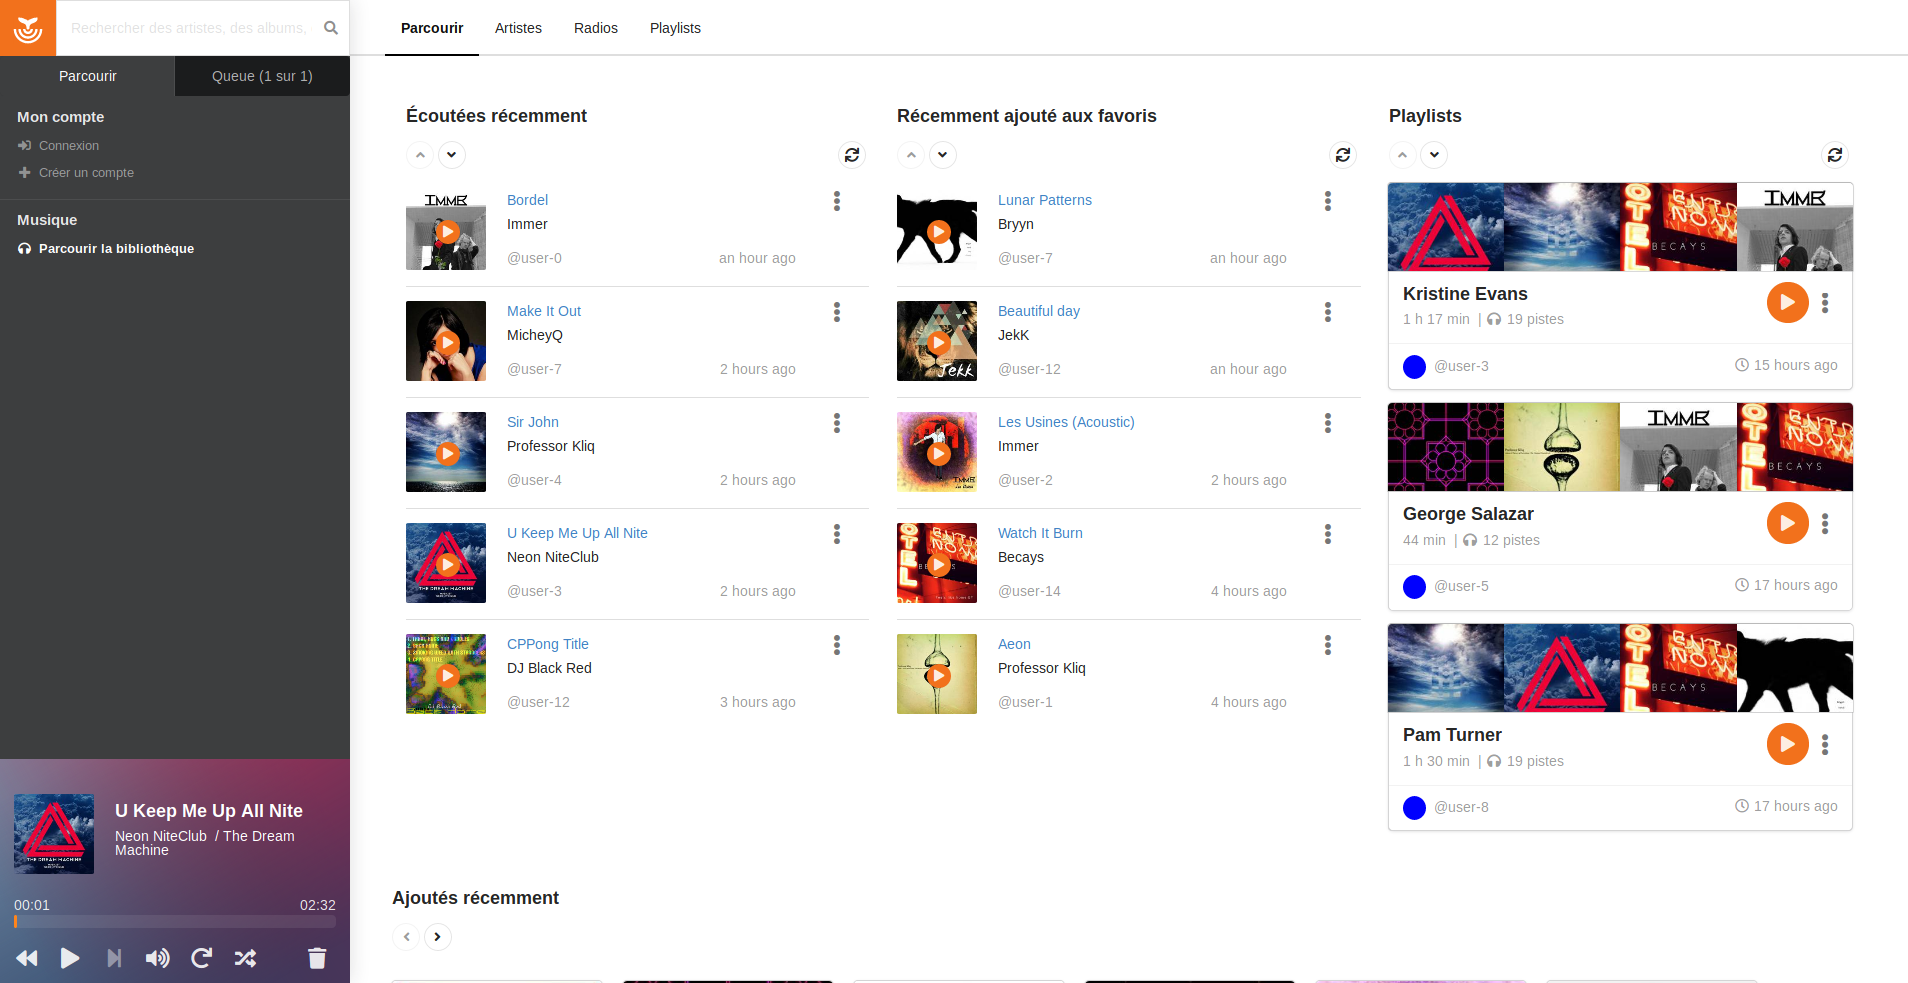 Rechercher des artistes, des albums,
Parcourir
Artistes
Radios
Playlists
Parcourir
Queue (1 sur 1)
Mon compte
Connexion
Créer un compte
Musique
Parcourir la bibliothèque
Écoutées récemment
Bordel
Immer
@user-0
an hour ago
Make It Out
MicheyQ
@user-7
2 hours ago
Sir John
Professor Kliq
@user-4
2 hours ago
U Keep Me Up All Nite
Neon NiteClub
@user-3
2 hours ago
CPPong Title
DJ Black Red
@user-12
3 hours ago
Récemment ajouté aux favoris
Lunar Patterns
Bryyn
@user-7
an hour ago
Beautiful day
JekK
@user-12
an hour ago
Jekk
Les Usines (Acoustic)
Immer
@user-2
2 hours ago
Watch It Burn
Becays
@user-14
4 hours ago
Aeon
Professor Kliq
@user-1
4 hours ago
Playlists
BECAYS
Kristine Evans
1 h 17 min | 19 pistes
@user-3
15 hours ago
BECAYS
George Salazar
44 min | 12 pistes
@user-5
17 hours ago
BECAYS
Pam Turner
1 h 30 min | 19 pistes
@user-8
17 hours ago
THE DREAM MACHINE
U Keep Me Up All Nite
Neon NiteClub / The Dream
Machine
00:01
02:32
Ajoutés récemment